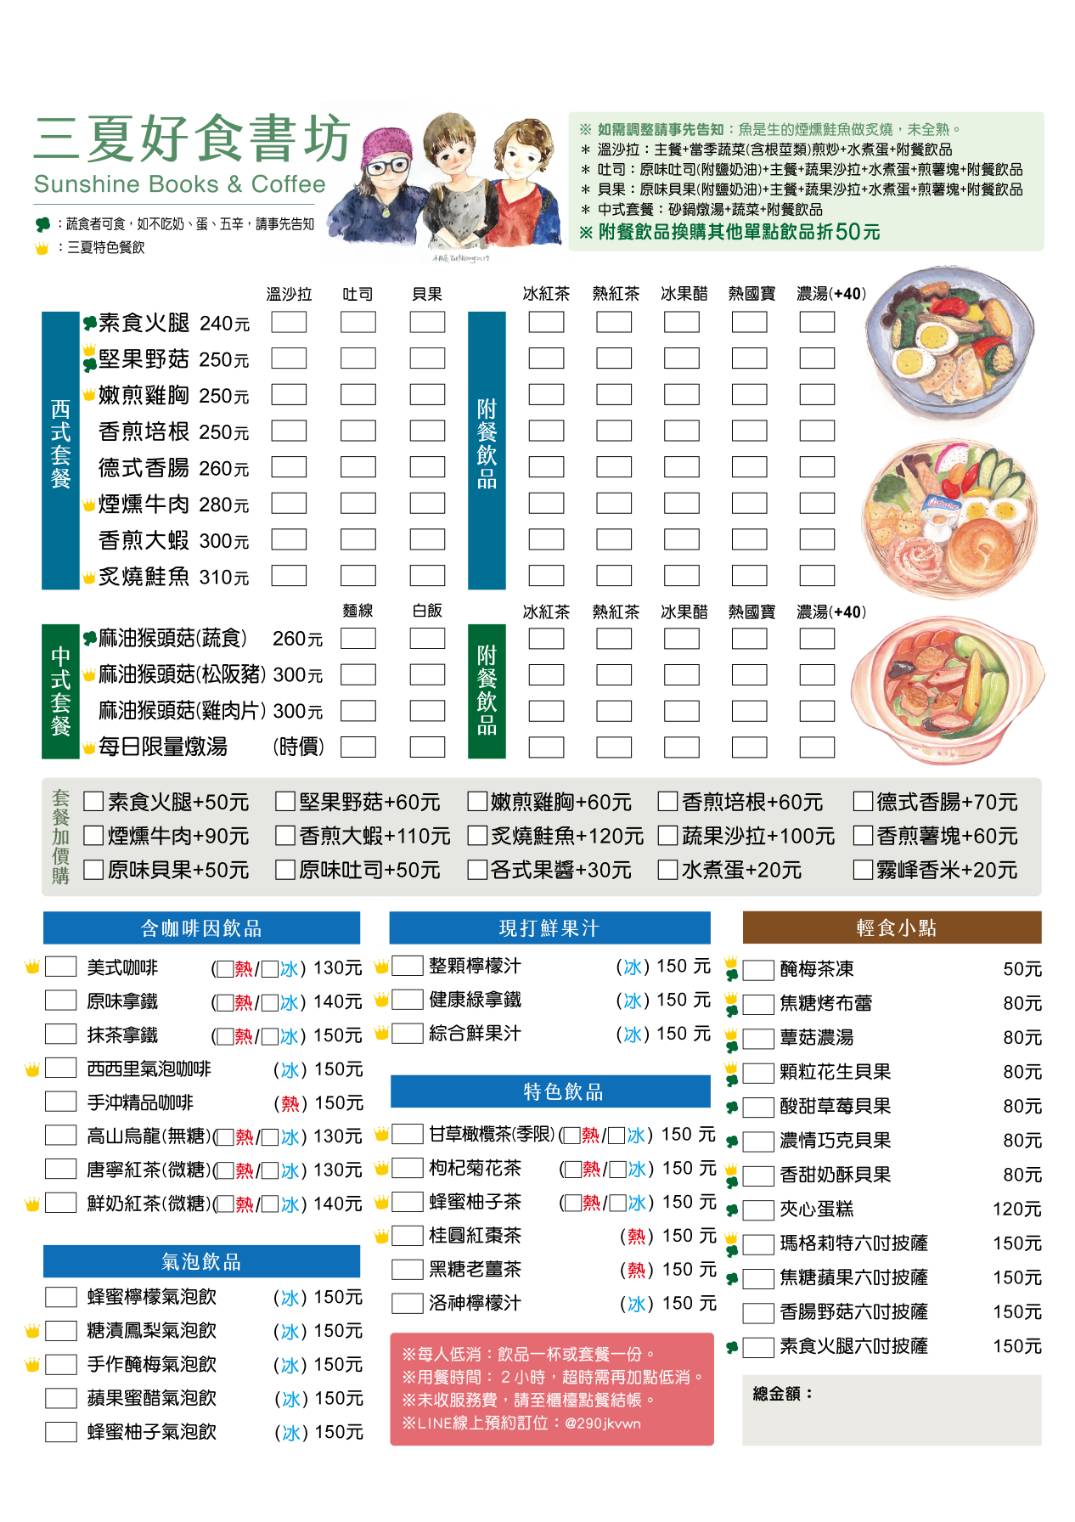 三夏好食書坊
Sunshine Books & Coffee
：蔬食者可食，如不吃奶、蛋、五辛，請事先告知
：三夏特色餐飲
※ 如需調整請事先告知：魚是生的煙燻鮭魚做炙燒，未全熟。
＊ 溫沙拉：主餐+當季蔬菜(含根莖類)煎炒+水煮蛋+附餐飲品
＊ 吐司：原味吐司(附鹽奶油)+主餐+蔬果沙拉+水煮蛋+煎薯塊+附餐飲品
＊ 貝果：原味貝果(附鹽奶油)+主餐+蔬果沙拉+水煮蛋+煎薯塊+附餐飲品
＊ 中式套餐：砂鍋燉湯+蔬菜+附餐飲品
※ 附餐飲品換購其他單點飲品折50元
溫沙拉 吐司 貝果 冰紅茶 熱紅茶 冰果醋 熱國寶 濃湯(+40)
西式套餐
附餐飲品
素食火腿 240元
堅果野菇 250元
嫩煎雞胸 250元
香煎培根 250元
德式香腸 260元
煙燻牛肉 280元
香煎大蝦 300元
炙燒鮭魚 310元
麵線 白飯 冰紅茶 熱紅茶 冰果醋 熱國寶 濃湯(+40)
中式套餐
附餐飲品
麻油猴頭菇(蔬食) 260元
麻油猴頭菇(松阪豬) 300元
麻油猴頭菇(雞肉片) 300元
每日限量燉湯 (時價)
套餐加價購
素食火腿+50元 堅果野菇+60元 嫩煎雞胸+60元 香煎培根+60元 德式香腸+70元
煙燻牛肉+90元 香煎大蝦+110元 炙燒鮭魚+120元 蔬果沙拉+100元 香煎薯塊+60元
原味貝果+50元 原味吐司+50元 各式果醬+30元 水煮蛋+20元 霧峰香米+20元
含咖啡因飲品
美式咖啡 (熱/冰) 130元
原味拿鐵 (熱/冰) 140元
抹茶拿鐵 (熱/冰) 150元
西西里氣泡咖啡 (冰) 150元
手沖精品咖啡 (熱) 150元
高山烏龍(無糖)(熱/冰) 130元
唐寧紅茶(微糖)(熱/冰) 130元
鮮奶紅茶(微糖)(熱/冰) 140元
氣泡飲品
蜂蜜檸檬氣泡飲 (冰) 150元
糖漬鳳梨氣泡飲 (冰) 150元
手作醃梅氣泡飲 (冰) 150元
蘋果蜜醋氣泡飲 (冰) 150元
蜂蜜柚子氣泡飲 (冰) 150元
現打鮮果汁
整顆檸檬汁 (冰) 150 元
健康綠拿鐵 (冰) 150 元
綜合鮮果汁 (冰) 150 元
特色飲品
甘草橄欖茶(季限)(熱/冰) 150 元
枸杞菊花茶 (熱/冰) 150 元
蜂蜜柚子茶 (熱/冰) 150 元
桂圓紅棗茶 (熱) 150 元
黑糖老薑茶 (熱) 150 元
洛神檸檬汁 (冰) 150 元
※每人低消：飲品一杯或套餐一份。
※用餐時間：２小時，超時需再加點低消。
※未收服務費，請至櫃檯點餐結帳。
※LINE線上預約訂位：@290jkvwn
輕食小點
醃梅茶凍 50元
焦糖烤布蕾 80元
蕈菇濃湯 80元
顆粒花生貝果 80元
酸甜草莓貝果 80元
濃情巧克貝果 80元
香甜奶酥貝果 80元
夾心蛋糕 120元
瑪格莉特六吋披薩 150元
焦糖蘋果六吋披薩 150元
香腸野菇六吋披薩 150元
素食火腿六吋披薩 150元
總金額：